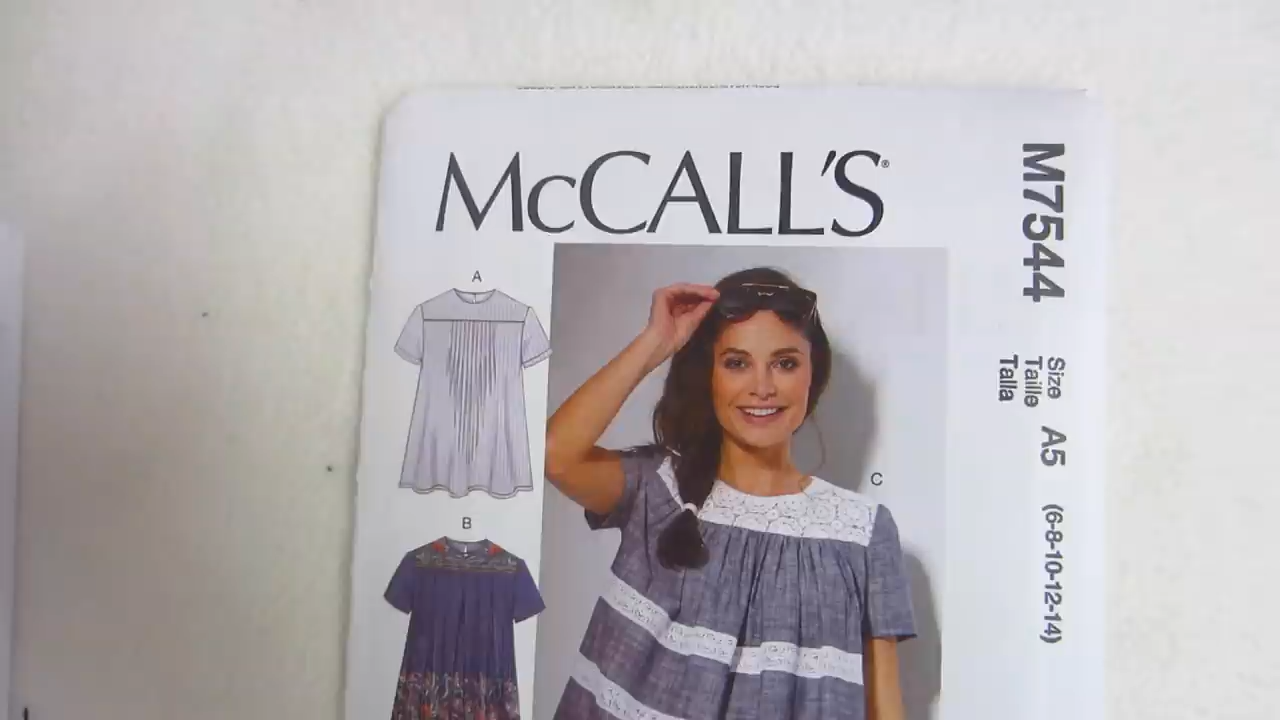 McCALL'S®
M7544
Size
Taille
Talla
A5
(6-8-10-12-14)
A
B
C